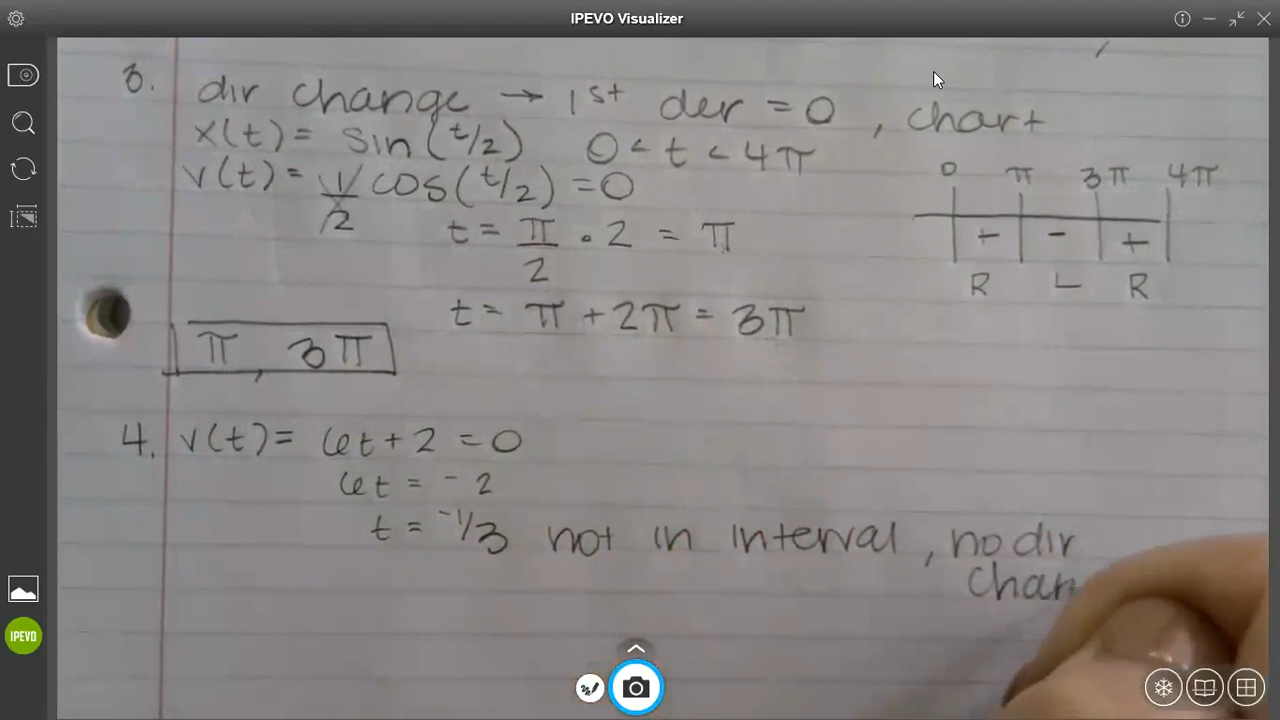 IPEVO Visualizer
3. dir change → 1st der = 0 , chart
x(t) = sin(t/2) 0 < t < 4π
v(t) = 1/2 cos(t/2) = 0
0 π 3π 4π
+ - +
R L R
t = π/2 • 2 = π
t = π + 2π = 3π
π, 3π
4. v(t) = 6t + 2 = 0
6t = -2
t = -1/3 not in interval, no dir
chan
IPEVO